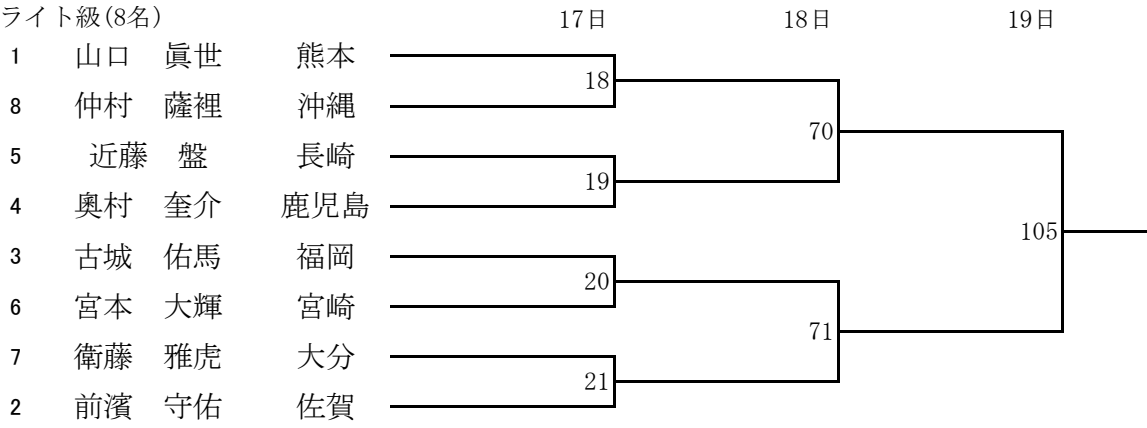 ライト級(8名) 17日 18日 19日
1 山口 眞世 熊本
18
8 仲村 薩裡 沖縄
70
5 近藤 盤 長崎
19
4 奥村 奎介 鹿児島
105
3 古城 佑馬 福岡
20
6 宮本 大輝 宮崎
71
7 衛藤 雅虎 大分
21
2 前濱 守佑 佐賀